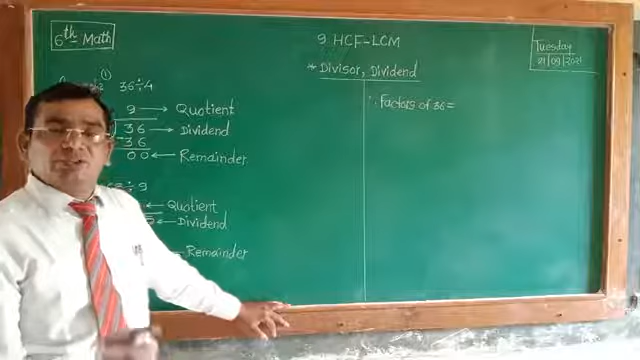 6th Math
9. HCF-LCM
Tuesday
21/09/2021
* Divisor, Dividend
(1) 36÷4
9 → Quotient
36 → Dividend
36
00 ← Remainder
÷9
← Quotient
← Dividend
← Remainder
∴ Factors of 36 =